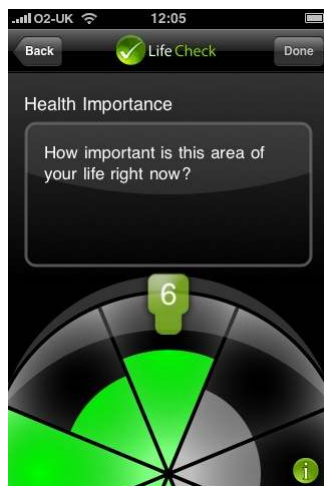 O2-UK 12:05
Back Life Check Done
Health Importance
How important is this area of
your life right now?
6
i